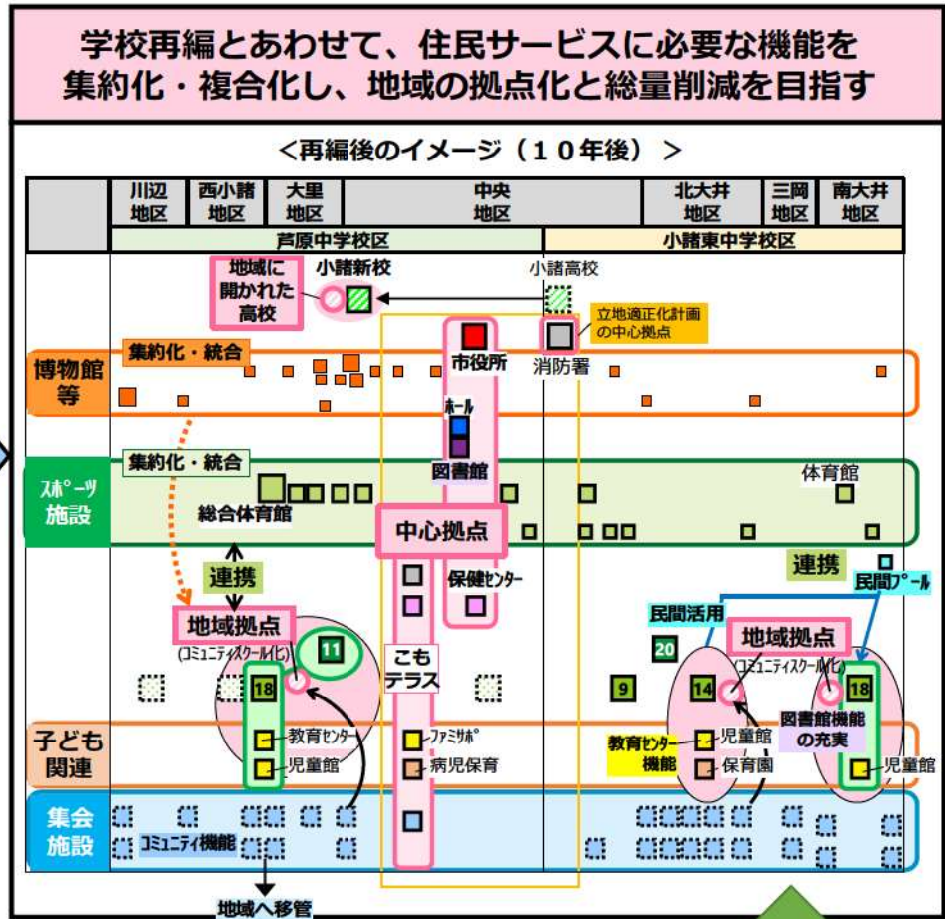 学校再編とあわせて、住民サービスに必要な機能を
集約化・複合化し、地域の拠点化と総量削減を目指す
＜再編後のイメージ（１０年後）＞
川辺
地区
西小諸
地区
大里
地区
中央
地区
北大井
地区
三岡
地区
南大井
地区
芦原中学校区
小諸東中学校区
地域に
開かれた
高校
小諸新校
小諸高校
立地適正化計画
の中心拠点
市役所
消防署
博物館
等
集約化・統合
ホール
図書館
スポーツ
施設
集約化・統合
総合体育館
体育館
中心拠点
連携
保健センター
連携
民間プール
民間活用
地域拠点
(コミュニティスクール化)
11
18
こも
テラス
20
地域拠点
(コミュニティスクール化)
9
14
18
図書館機能
の充実
子ども
関連
教育センター
児童館
ファミサポ
病児保育
教育センター
機能
児童館
保育園
児童館
集会
施設
コミュニティ機能
地域へ移管